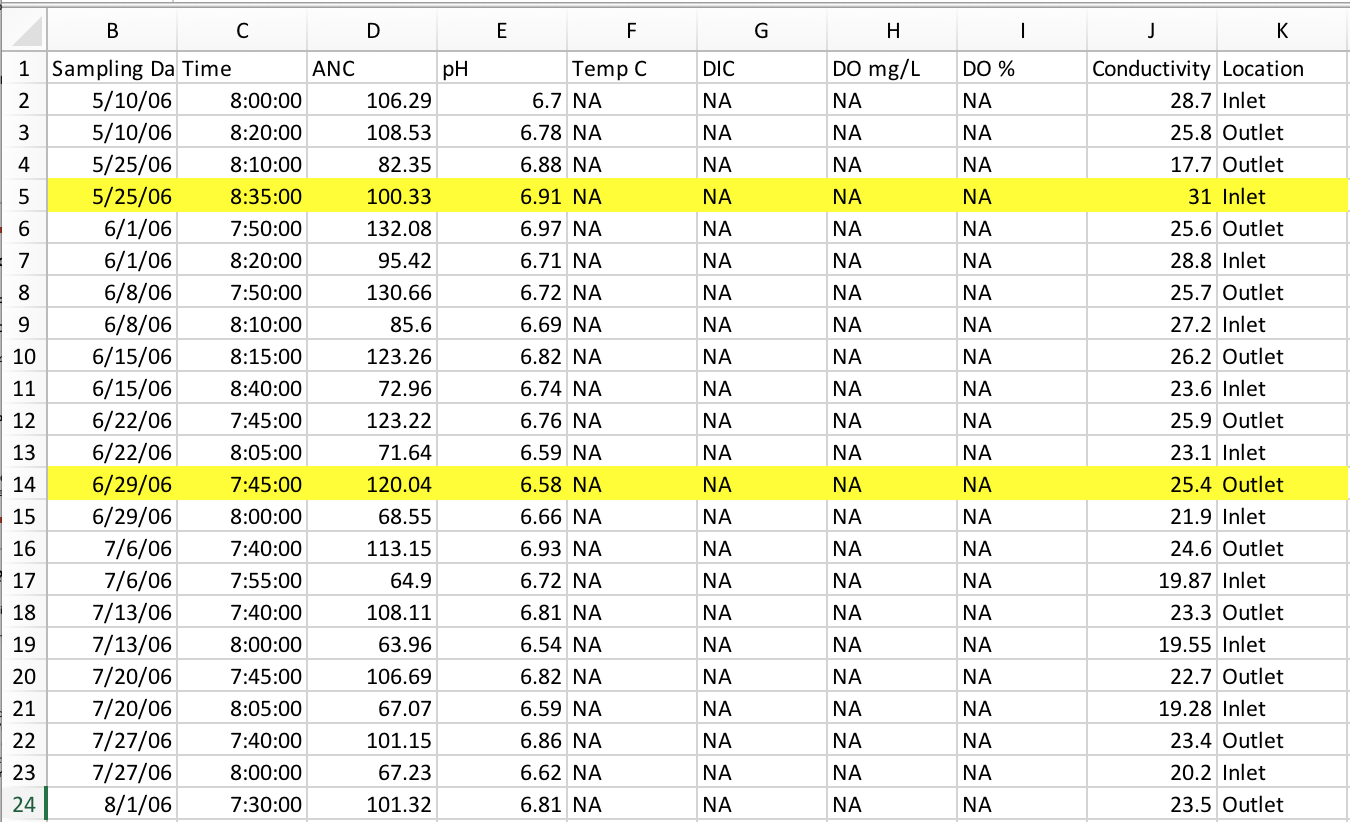 B C D E F G H I J K
1 Sampling Da Time ANC pH Temp C DIC DO mg/L DO % Conductivity Location
2 5/10/06 8:00:00 106.29 6.7 NA NA NA NA 28.7 Inlet
3 5/10/06 8:20:00 108.53 6.78 NA NA NA NA 25.8 Outlet
4 5/25/06 8:10:00 82.35 6.88 NA NA NA NA 17.7 Outlet
5 5/25/06 8:35:00 100.33 6.91 NA NA NA NA 31 Inlet
6 6/1/06 7:50:00 132.08 6.97 NA NA NA NA 25.6 Outlet
7 6/1/06 8:20:00 95.42 6.71 NA NA NA NA 28.8 Inlet
8 6/8/06 7:50:00 130.66 6.72 NA NA NA NA 25.7 Outlet
9 6/8/06 8:10:00 85.6 6.69 NA NA NA NA 27.2 Inlet
10 6/15/06 8:15:00 123.26 6.82 NA NA NA NA 26.2 Outlet
11 6/15/06 8:40:00 72.96 6.74 NA NA NA NA 23.6 Inlet
12 6/22/06 7:45:00 123.22 6.76 NA NA NA NA 25.9 Outlet
13 6/22/06 8:05:00 71.64 6.59 NA NA NA NA 23.1 Inlet
14 6/29/06 7:45:00 120.04 6.58 NA NA NA NA 25.4 Outlet
15 6/29/06 8:00:00 68.55 6.66 NA NA NA NA 21.9 Inlet
16 7/6/06 7:40:00 113.15 6.93 NA NA NA NA 24.6 Outlet
17 7/6/06 7:55:00 64.9 6.72 NA NA NA NA 19.87 Inlet
18 7/13/06 7:40:00 108.11 6.81 NA NA NA NA 23.3 Outlet
19 7/13/06 8:00:00 63.96 6.54 NA NA NA NA 19.55 Inlet
20 7/20/06 7:45:00 106.69 6.82 NA NA NA NA 22.7 Outlet
21 7/20/06 8:05:00 67.07 6.59 NA NA NA NA 19.28 Inlet
22 7/27/06 7:40:00 101.15 6.86 NA NA NA NA 23.4 Outlet
23 7/27/06 8:00:00 67.23 6.62 NA NA NA NA 20.2 Inlet
24 8/1/06 7:30:00 101.32 6.81 NA NA NA NA 23.5 Outlet